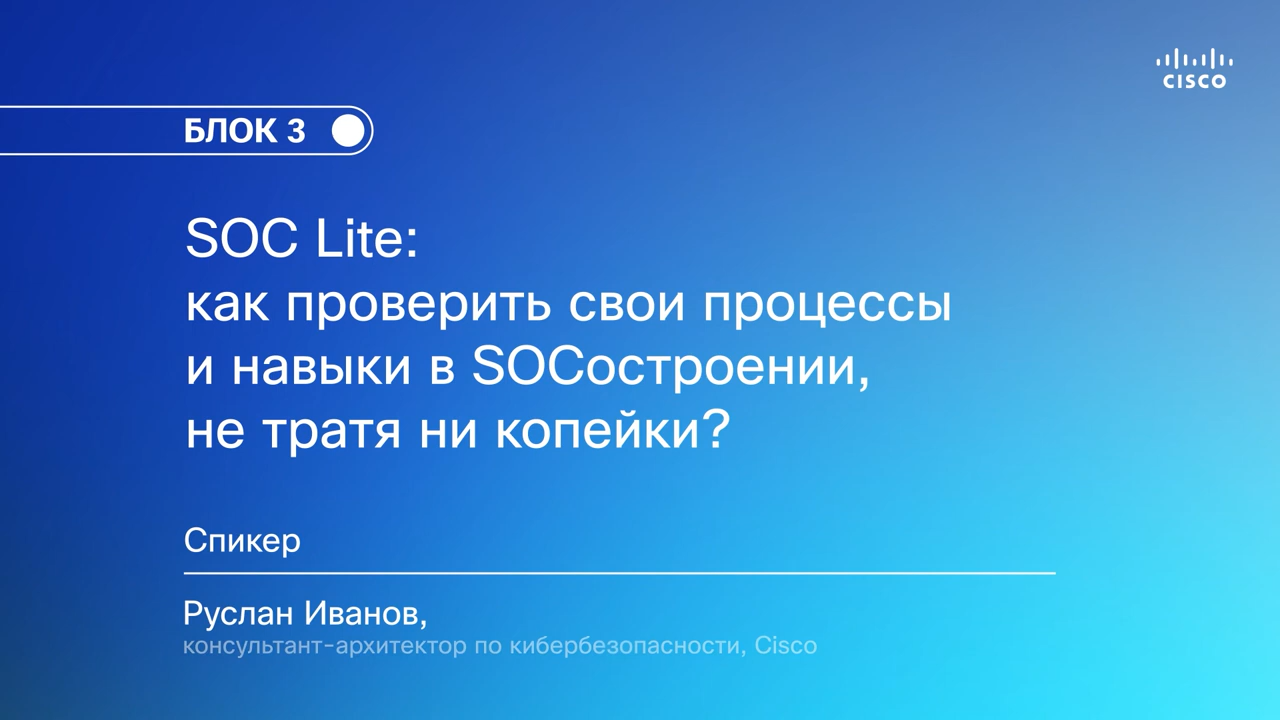 CISCO
БЛОК 3
SOC Lite:
как проверить свои процессы
и навыки в SOCостроении,
не тратя ни копейки?
Спикер
Руслан Иванов,
консультант-архитектор по кибербезопасности, Cisco